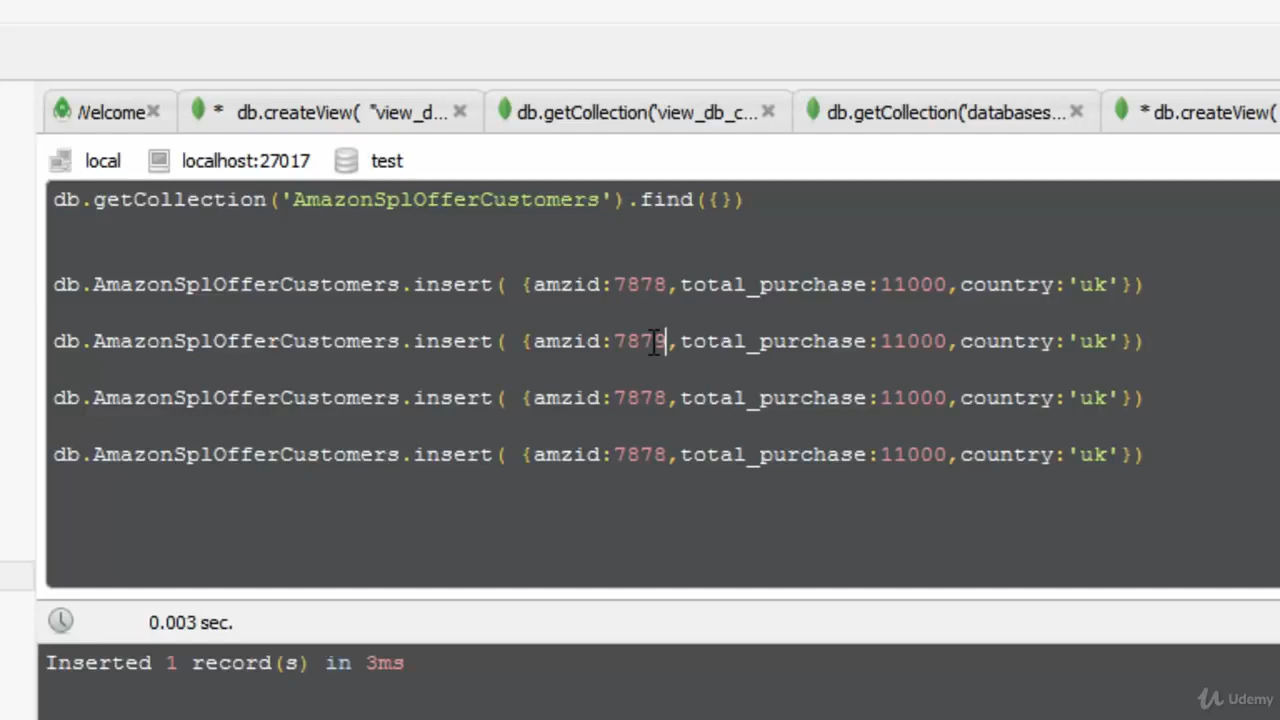 Welcome
* db.createView( "view_d...
db.getCollection('view_db_c...
db.getCollection('databases...
* db.createView(
local localhost:27017 test
db.getCollection('AmazonSplOfferCustomers').find({})
db.AmazonSplOfferCustomers.insert( {amzid:7878,total_purchase:11000,country:'uk'})
db.AmazonSplOfferCustomers.insert( {amzid:7879,total_purchase:11000,country:'uk'})
db.AmazonSplOfferCustomers.insert( {amzid:7878,total_purchase:11000,country:'uk'})
db.AmazonSplOfferCustomers.insert( {amzid:7878,total_purchase:11000,country:'uk'})
0.003 sec.
Inserted 1 record(s) in 3ms
Udemy